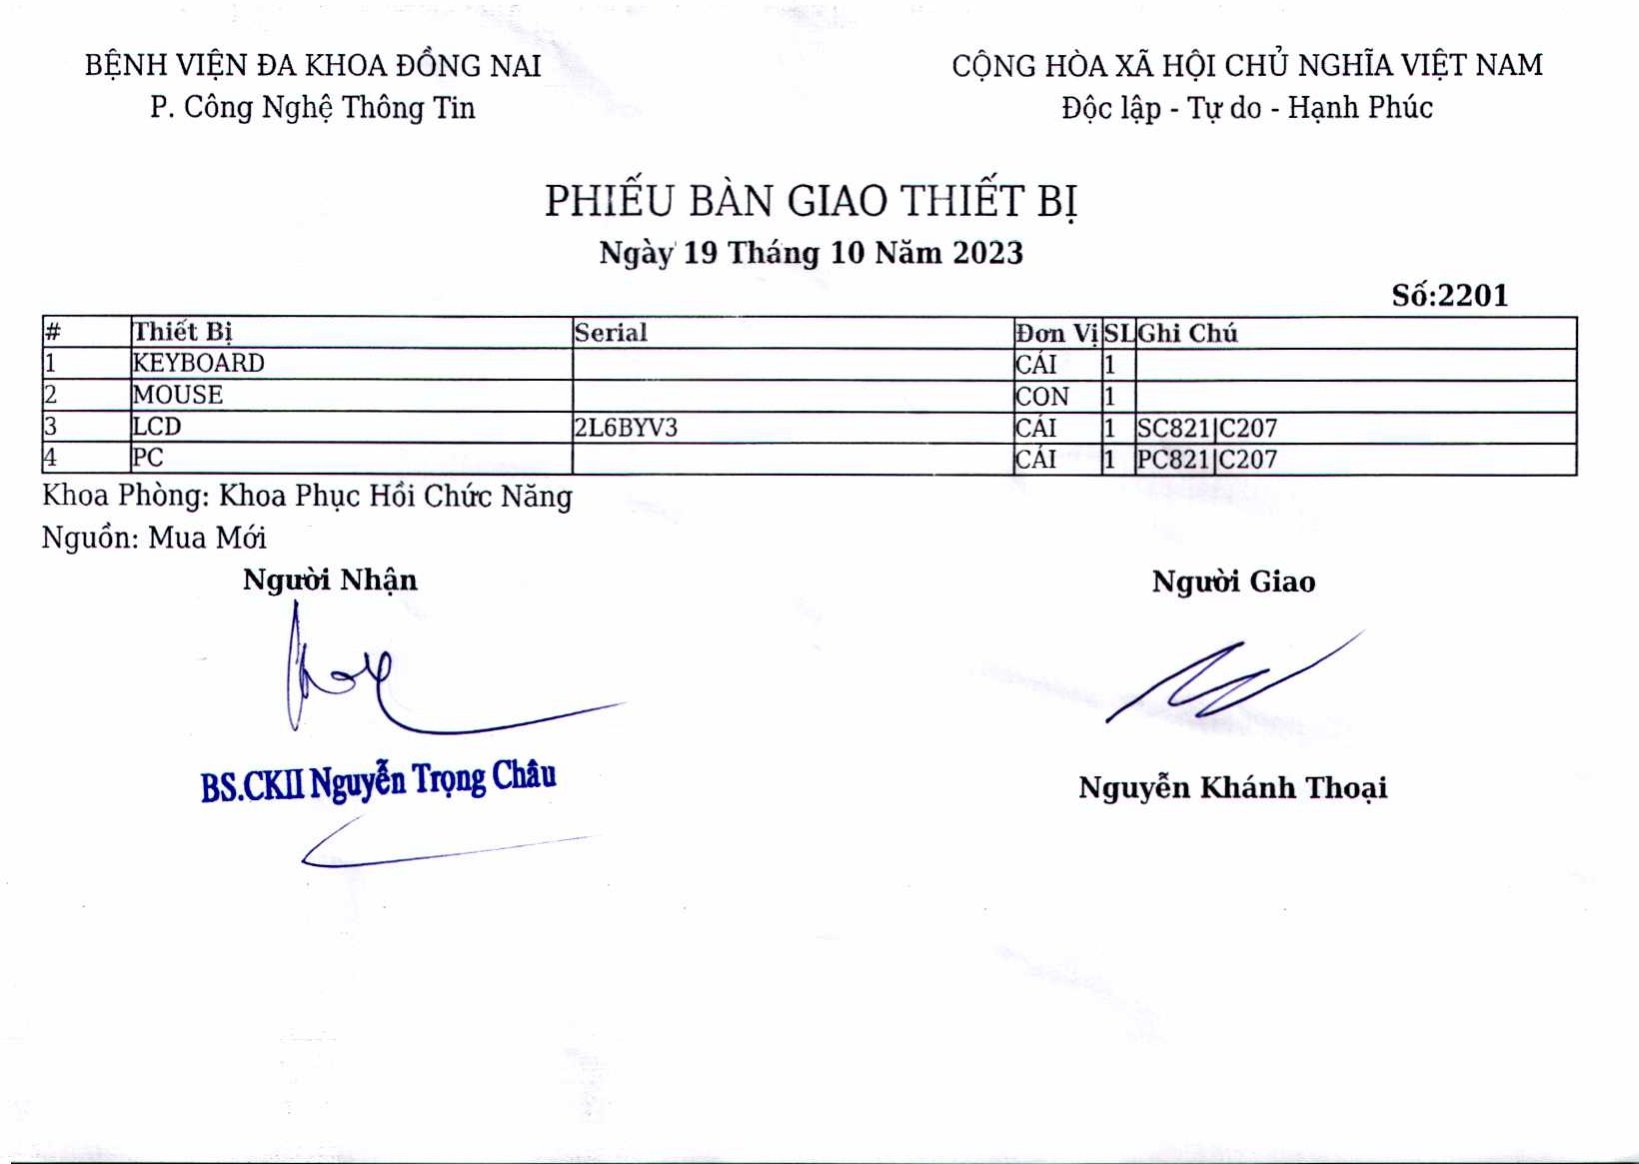 BỆNH VIỆN ĐA KHOA ĐỒNG NAI
P. Công Nghệ Thông Tin
CỘNG HÒA XÃ HỘI CHỦ NGHĨA VIỆT NAM
Độc lập - Tự do - Hạnh Phúc
PHIẾU BÀN GIAO THIẾT BỊ
Ngày 19 Tháng 10 Năm 2023
Số:2201
# Thiết Bị Serial Đơn Vị SL Ghi Chú
1 KEYBOARD CÁI 1
2 MOUSE CON 1
3 LCD 2L6BYV3 CÁI 1 SC821|C207
4 PC CÁI 1 PC821|C207
Khoa Phòng: Khoa Phục Hồi Chức Năng
Nguồn: Mua Mới
Người Nhận
Người Giao
BS.CKII Nguyễn Trọng Châu
Nguyễn Khánh Thoại